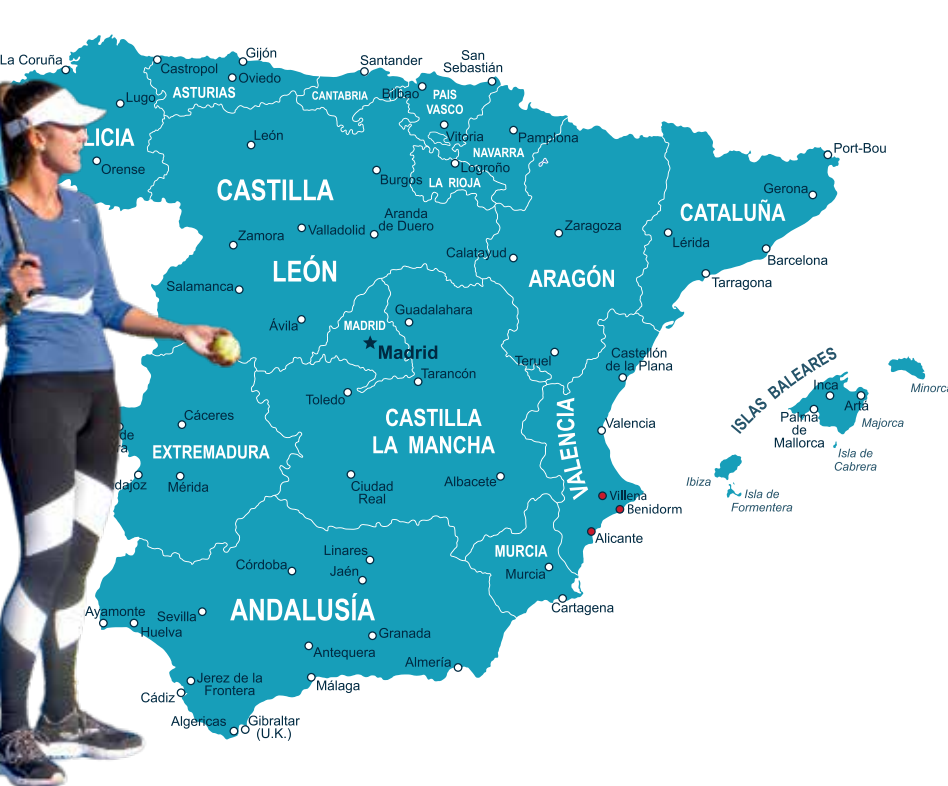 La Coruña
Gijón
Castropol
Oviedo
Santander
San
Sebastián
ASTURIAS
CANTABRIA
Bilbao
PAIS
VASCO
Lugo
LICIA
León
Vitoria
Pamplona
NAVARRA
Port-Bou
Orense
Burgos
Logroño
LA RIOJA
CASTILLA
Gerona
Aranda
de Duero
Zamora
Valladolid
Zaragoza
CATALUÑA
Lérida
Calatayud
Barcelona
LEÓN
ARAGÓN
Tarragona
Salamanca
Guadalahara
Ávila
MADRID
Madrid
Teruel
Castellón
de la Plana
Tarancón
ISLAS BALEARES
Minorca
Inca
Artá
Toledo
Palma
de
Mallorca
Majorca
Cáceres
CASTILLA
LA MANCHA
VALENCIA
Valencia
de
ra
EXTREMADURA
Isla de
Cabrera
dajoz
Mérida
Ciudad
Real
Albacete
Ibiza
Isla de
Formentera
Villena
Benidorm
Alicante
Linares
MURCIA
Córdoba
Jaén
Murcia
Ayamonte
Sevilla
ANDALUSÍA
Cartagena
Huelva
Granada
Antequera
Almería
Jerez de la
Frontera
Málaga
Cádiz
Algericas
Gibraltar
(U.K.)